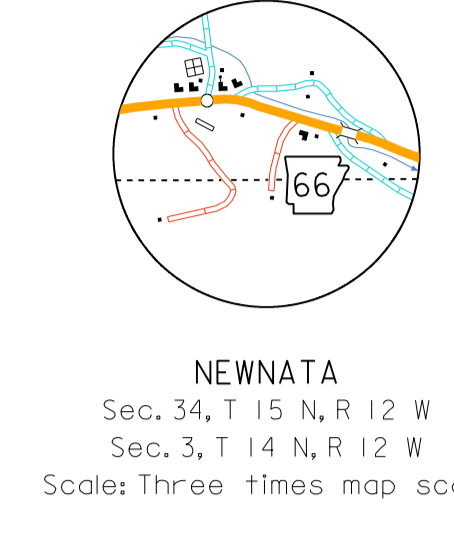 66
NEWNATA
Sec. 34, T 15 N, R 12 W
Sec. 3, T 14 N, R 12 W
Scale: Three times map